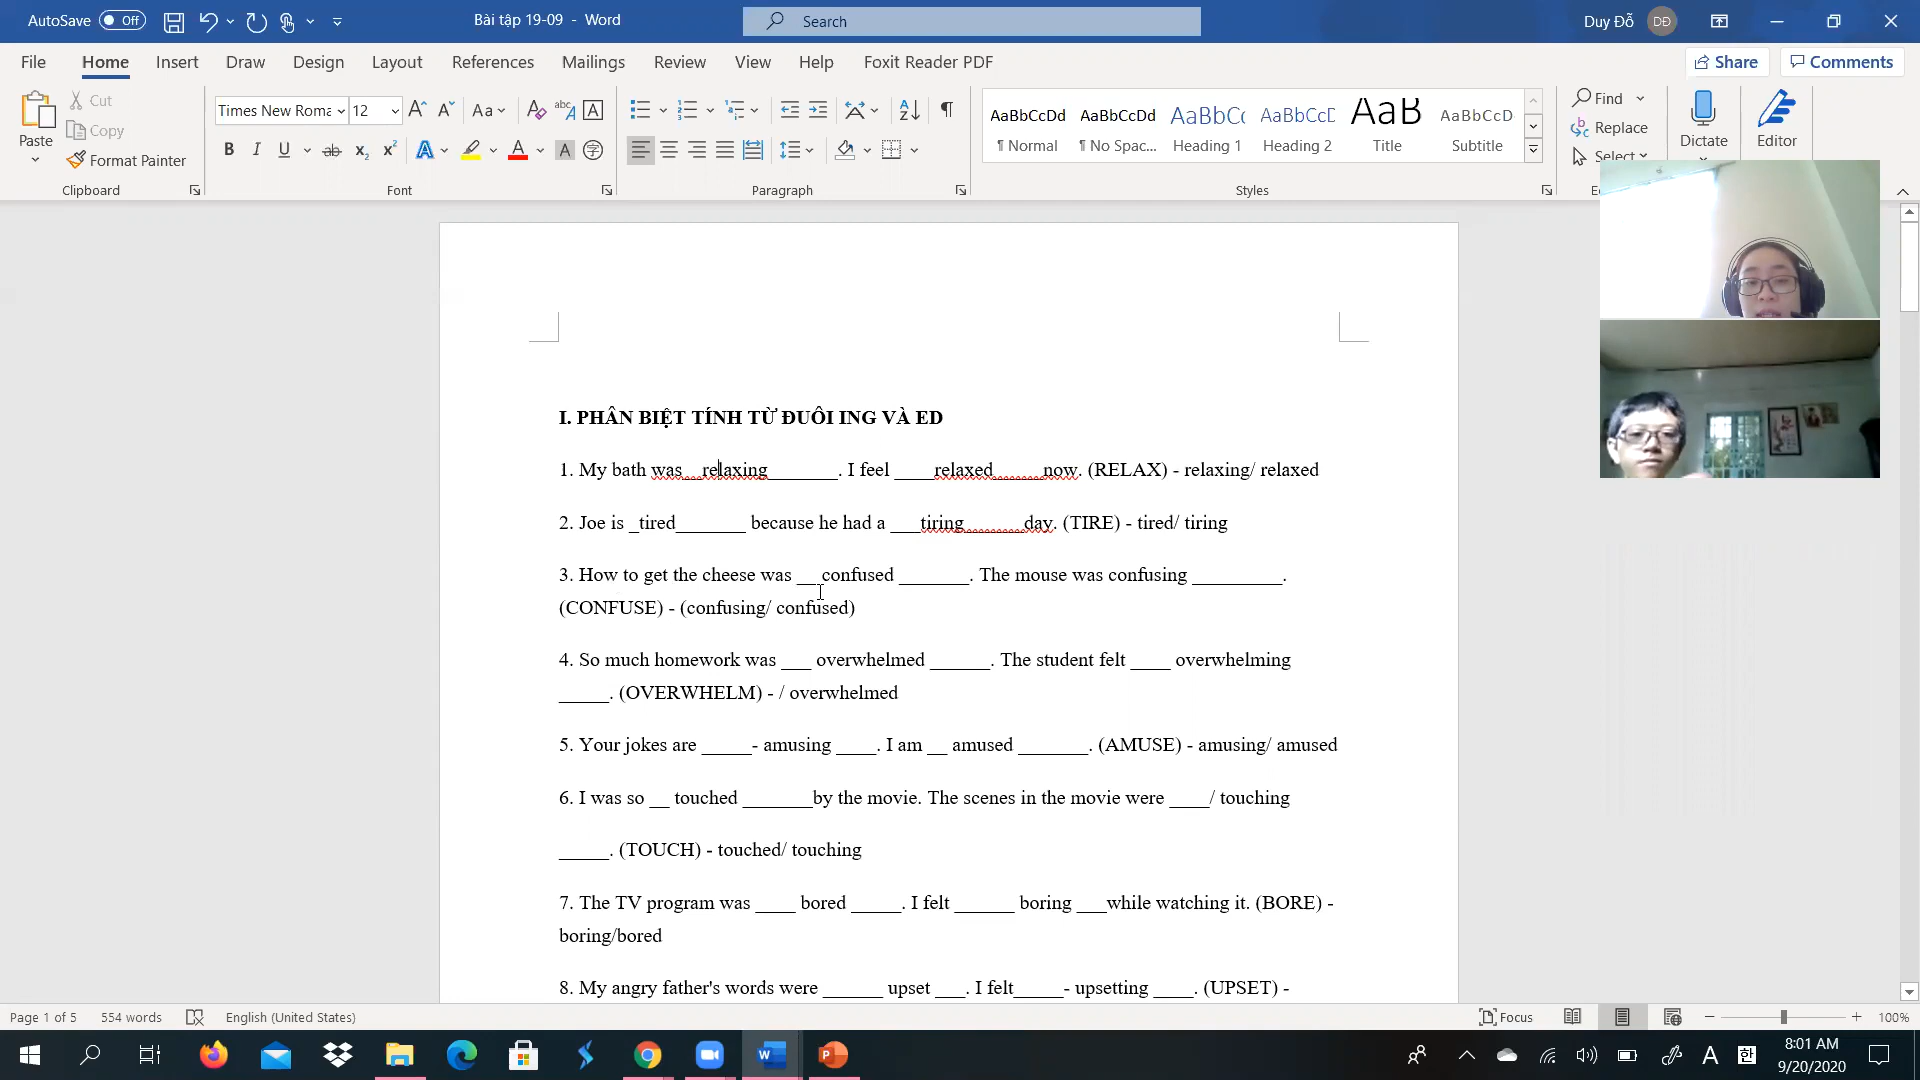 AutoSave Off Bài tập 19-09 - Word Search Duy Đỗ DĐ
File Home Insert Draw Design Layout References Mailings Review View Help Foxit Reader PDF Share Comments
Paste Cut Copy Format Painter Clipboard
Times New Roma 12 Font
Paragraph
AaBbCcDd AaBbCcDd AaBbCc AaBbCcD AaB AaBbCcD
¶ Normal ¶ No Spac... Heading 1 Heading 2 Title Subtitle
Styles
Find Replace Select
Dictate Editor
I. PHÂN BIỆT TÍNH TỪ ĐUÔI ING VÀ ED
1. My bath was__relaxing_______. I feel ____relaxed_____now. (RELAX) - relaxing/ relaxed
2. Joe is _tired_______ because he had a ___tiring______day. (TIRE) - tired/ tiring
3. How to get the cheese was __ confused _______. The mouse was confusing _________.
(CONFUSE) - (confusing/ confused)
4. So much homework was ___ overwhelmed ______. The student felt ____ overwhelming
_____. (OVERWHELM) - / overwhelmed
5. Your jokes are _____- amusing ____. I am __ amused _______. (AMUSE) - amusing/ amused
6. I was so __ touched _______by the movie. The scenes in the movie were ____/ touching
_____. (TOUCH) - touched/ touching
7. The TV program was ____ bored _____. I felt ______ boring ___while watching it. (BORE) -
boring/bored
8. My angry father's words were ______ upset ___. I felt_____- upsetting ____. (UPSET) -
Page 1 of 5 554 words English (United States) Focus 100%
8:01 AM
9/20/2020